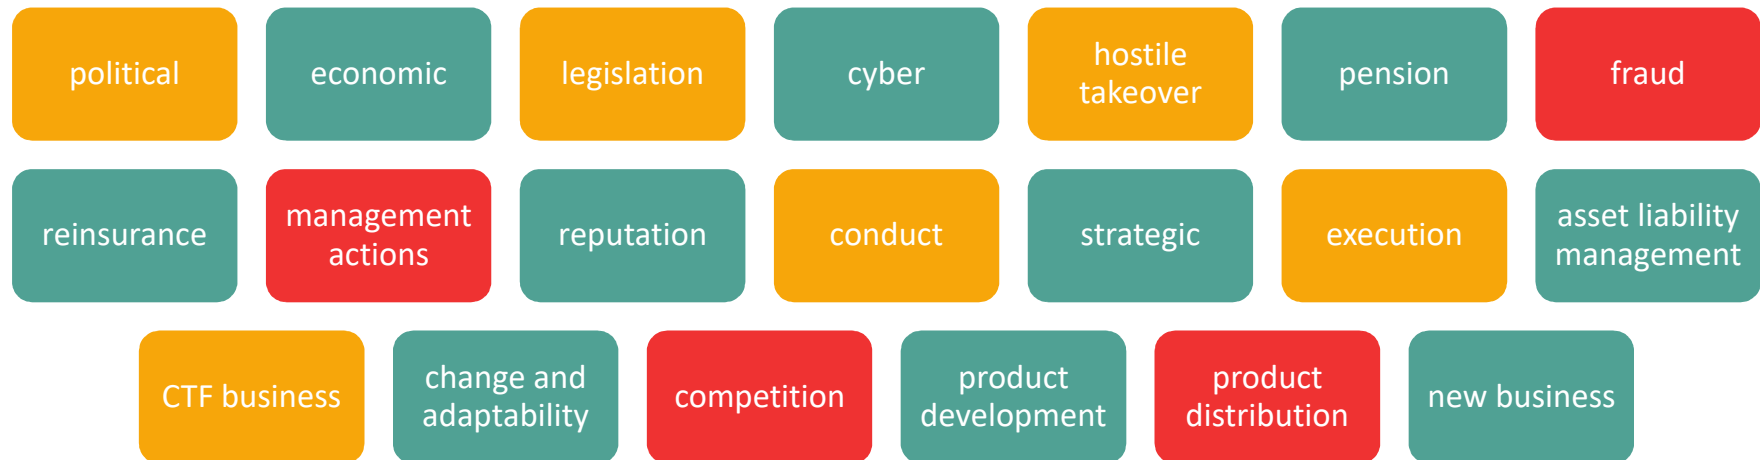 political
economic
legislation
cyber
hostile
takeover
pension
fraud
reinsurance
management
actions
reputation
conduct
strategic
execution
asset liability
management
CTF business
change and
adaptability
competition
product
development
product
distribution
new business